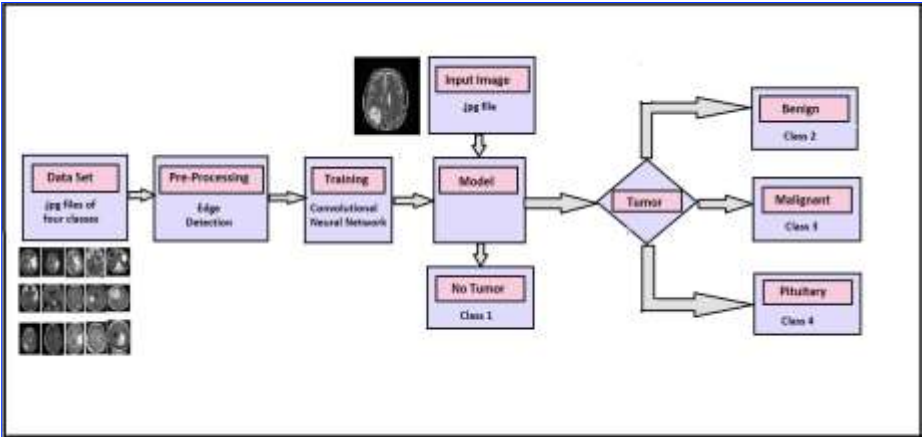 Input Image
.jpg file
Data Set
.jpg files of
four classes
Pre-Processing
Edge
Detection
Training
Convolutional
Neural Network
Model
No Tumor
Class 1
Tumor
Benign
Class 2
Malignant
Class 3
Pituitary
Class 4